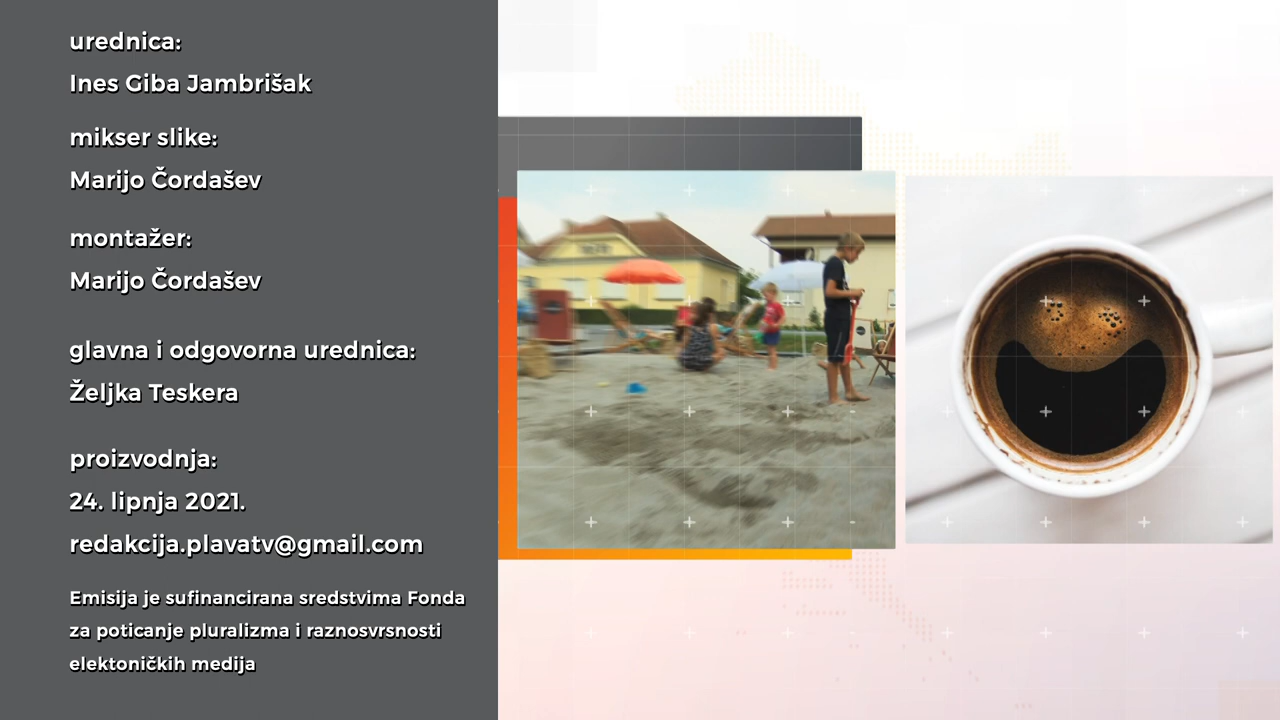 urednica:
Ines Giba Jambrišak
mikser slike:
Marijo Čordašev
montažer:
Marijo Čordašev
glavna i odgovorna urednica:
Željka Teskera
proizvodnja:
24. lipnja 2021.
redakcija.plavatv@gmail.com
Emisija je sufinancirana sredstvima Fonda
za poticanje pluralizma i raznosvrsnosti
elektoničkih medija